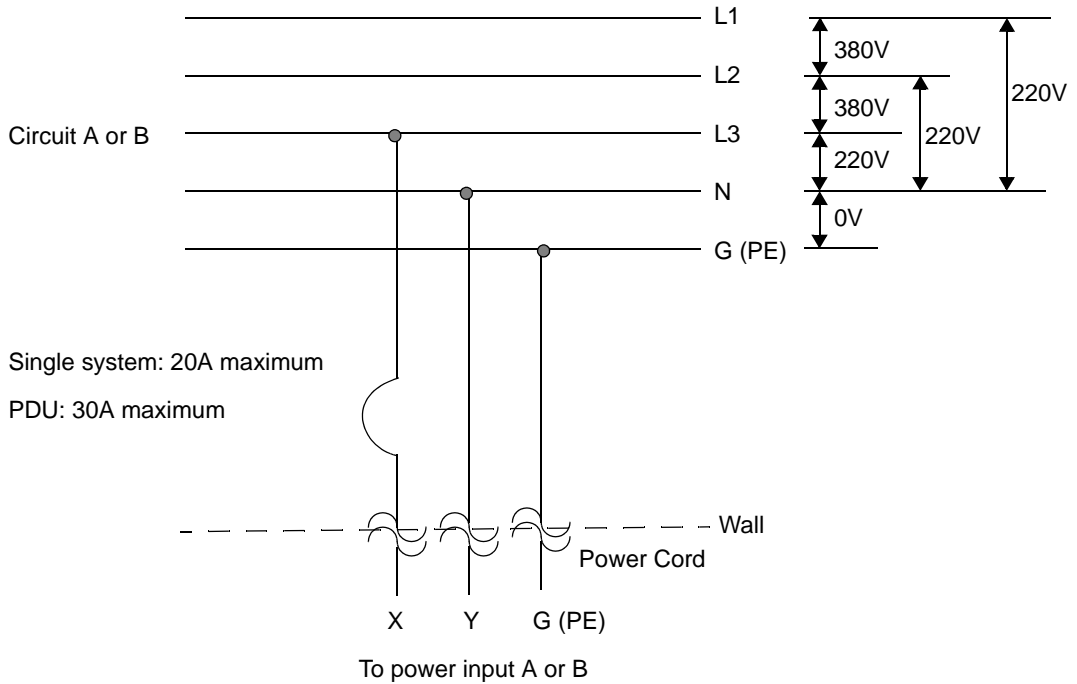 L1
380V
L2
220V
Circuit A or B
380V
L3
220V
220V
N
0V
G (PE)
Single system: 20A maximum
PDU: 30A maximum
Wall
Power Cord
X
Y
G (PE)
To power input A or B